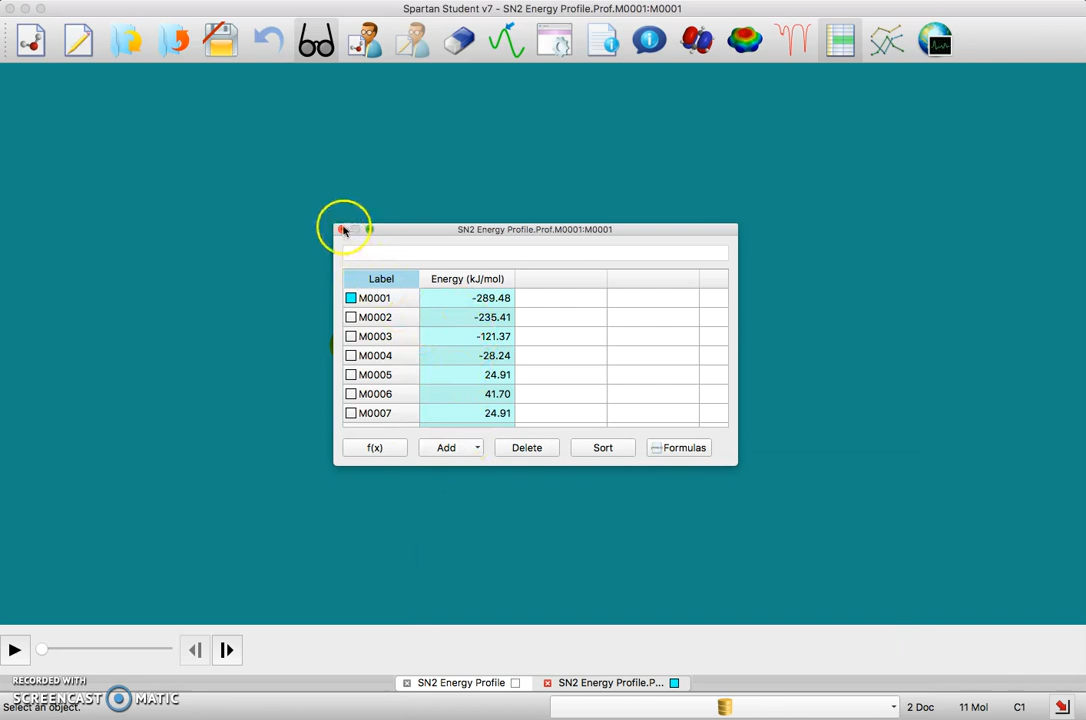 Spartan Student v7 - SN2 Energy Profile.Prof.M0001:M0001
SN2 Energy Profile.Prof.M0001:M0001
Label Energy (kJ/mol)
M0001 -289.48
M0002 -235.41
M0003 -121.37
M0004 -28.24
M0005 24.91
M0006 41.70
M0007 24.91
f(x) Add Delete Sort Formulas
SN2 Energy Profile SN2 Energy Profile.P...
RECORDED WITH
SCREENCAST MATIC
Select an object. 2 Doc 11 Mol C1